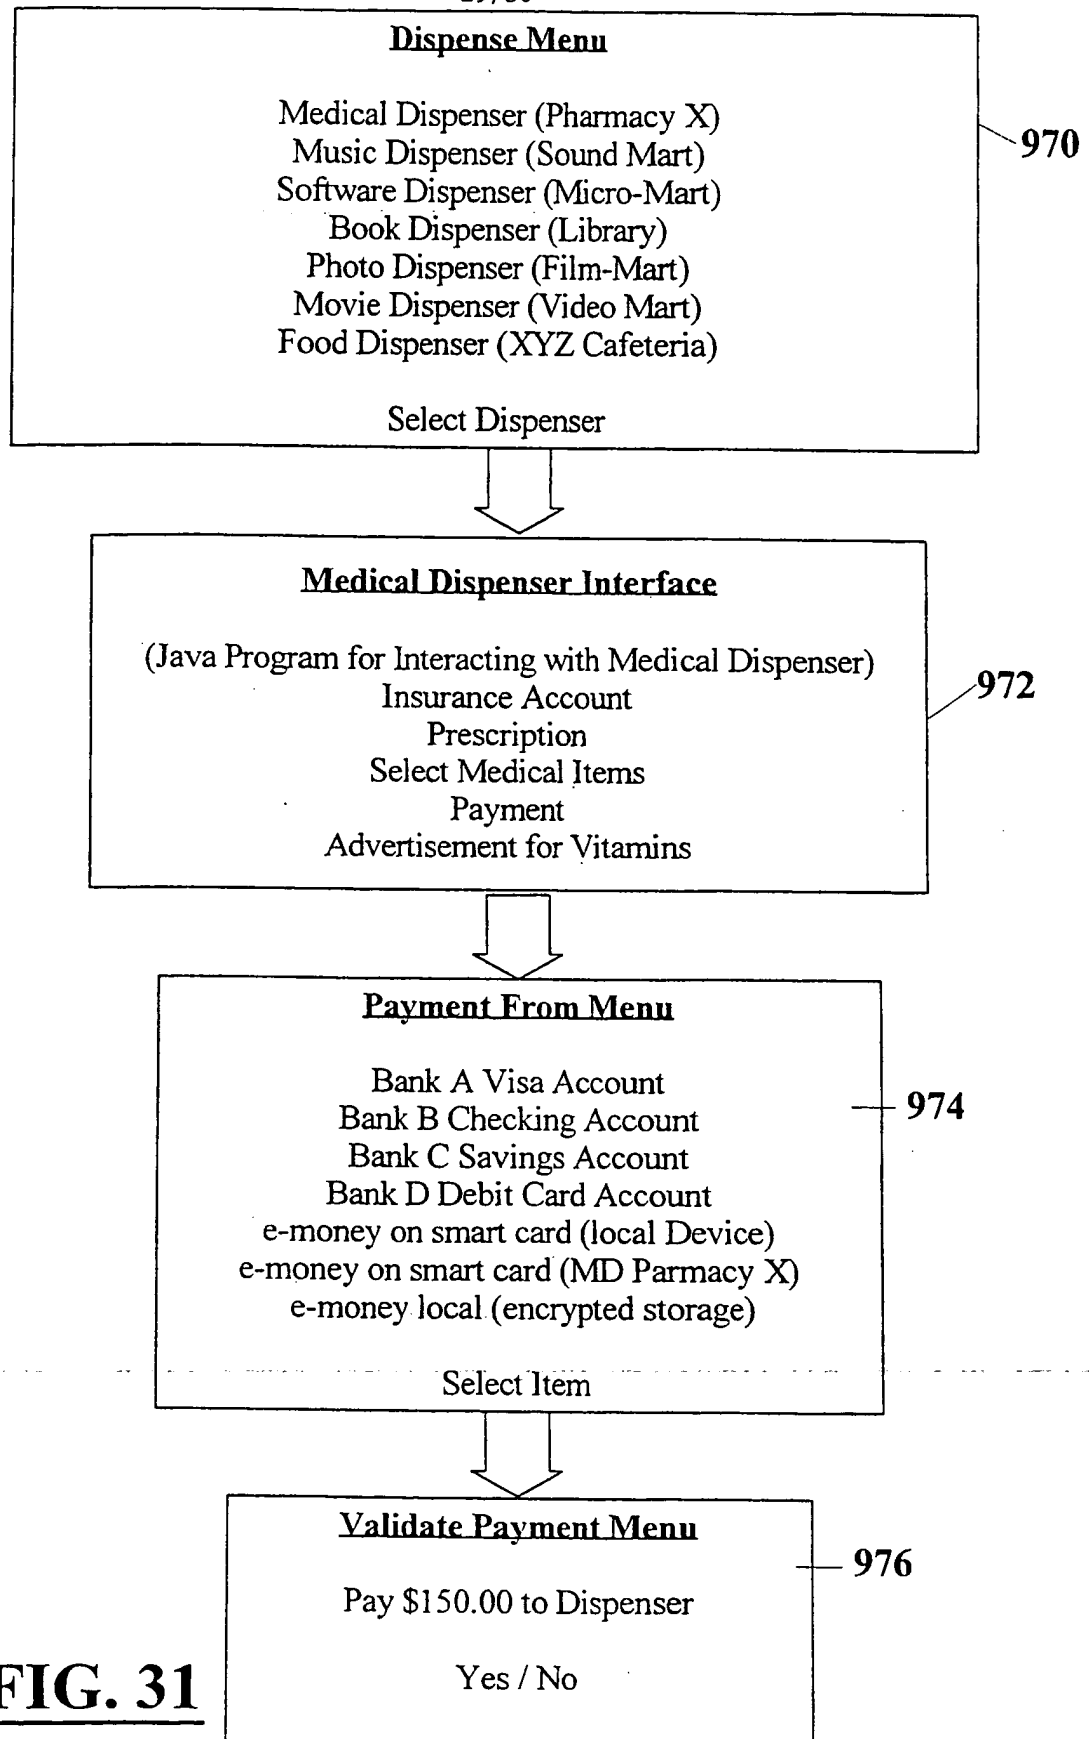 Dispense Menu
Medical Dispenser (Pharmacy X)
Music Dispenser (Sound Mart)
Software Dispenser (Micro-Mart)
Book Dispenser (Library)
Photo Dispenser (Film-Mart)
Movie Dispenser (Video Mart)
Food Dispenser (XYZ Cafeteria)
Select Dispenser
970
Medical Dispenser Interface
(Java Program for Interacting with Medical Dispenser)
Insurance Account
Prescription
Select Medical Items
Payment
Advertisement for Vitamins
972
Payment From Menu
Bank A Visa Account
Bank B Checking Account
Bank C Savings Account
Bank D Debit Card Account
e-money on smart card (local Device)
e-money on smart card (MD Parmacy X)
e-money local (encrypted storage)
Select Item
974
Validate Payment Menu
Pay $150.00 to Dispenser
Yes / No
976
FIG. 31